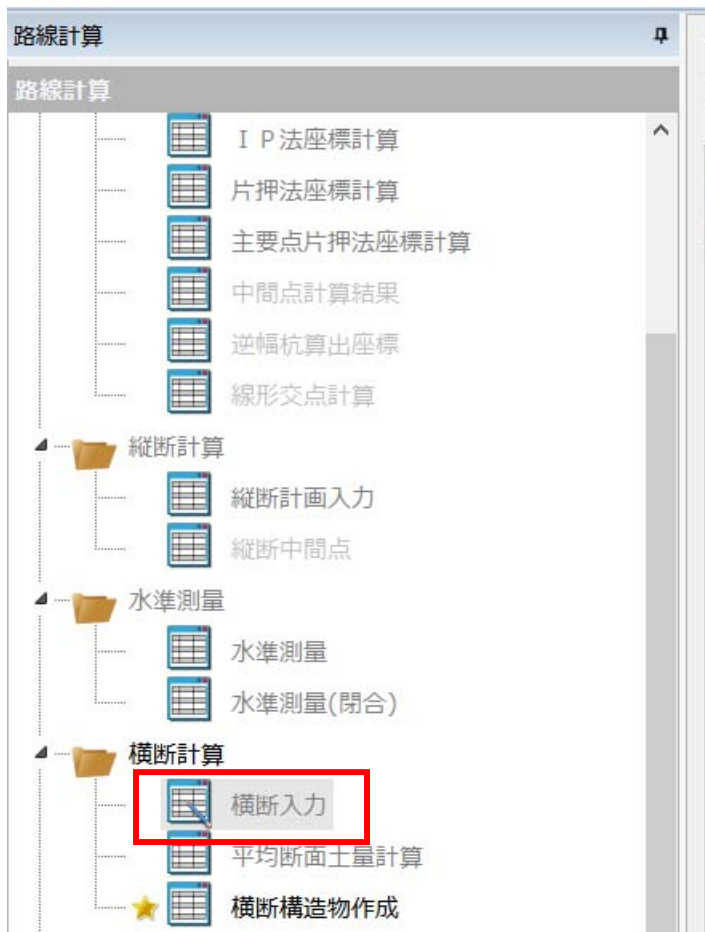 路線計算
路線計算
ＩＰ法座標計算
片押法座標計算
主要点片押法座標計算
中間点計算結果
逆幅杭算出座標
線形交点計算
縦断計算
縦断計画入力
縦断中間点
水準測量
水準測量
水準測量(閉合)
横断計算
横断入力
平均断面土量計算
横断構造物作成